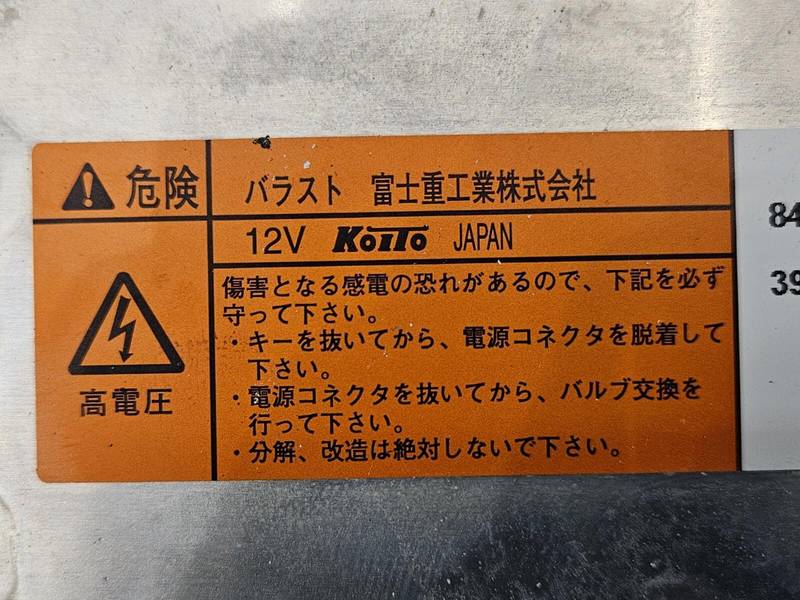 危険
バラスト 富士重工業株式会社
12V KOITO JAPAN
高電圧
傷害となる感電の恐れがあるので、下記を必ず
守って下さい。
・キーを抜いてから、電源コネクタを脱着して
下さい。
・電源コネクタを抜いてから、バルブ交換を
行って下さい。
・分解、改造は絶対しないで下さい。
84
39